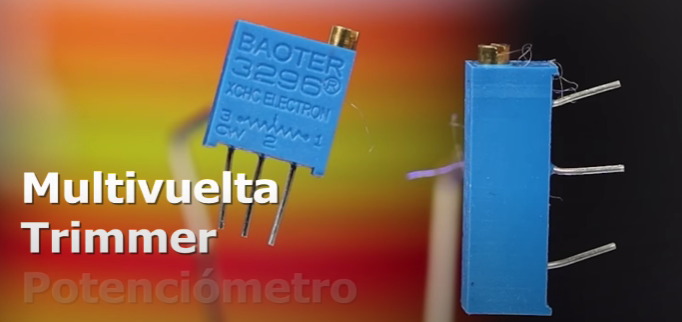 BAOTER
3296®
XCHC ELECTRON
3 1
CW 2
Multivuelta
Trimmer
Potenciómetro